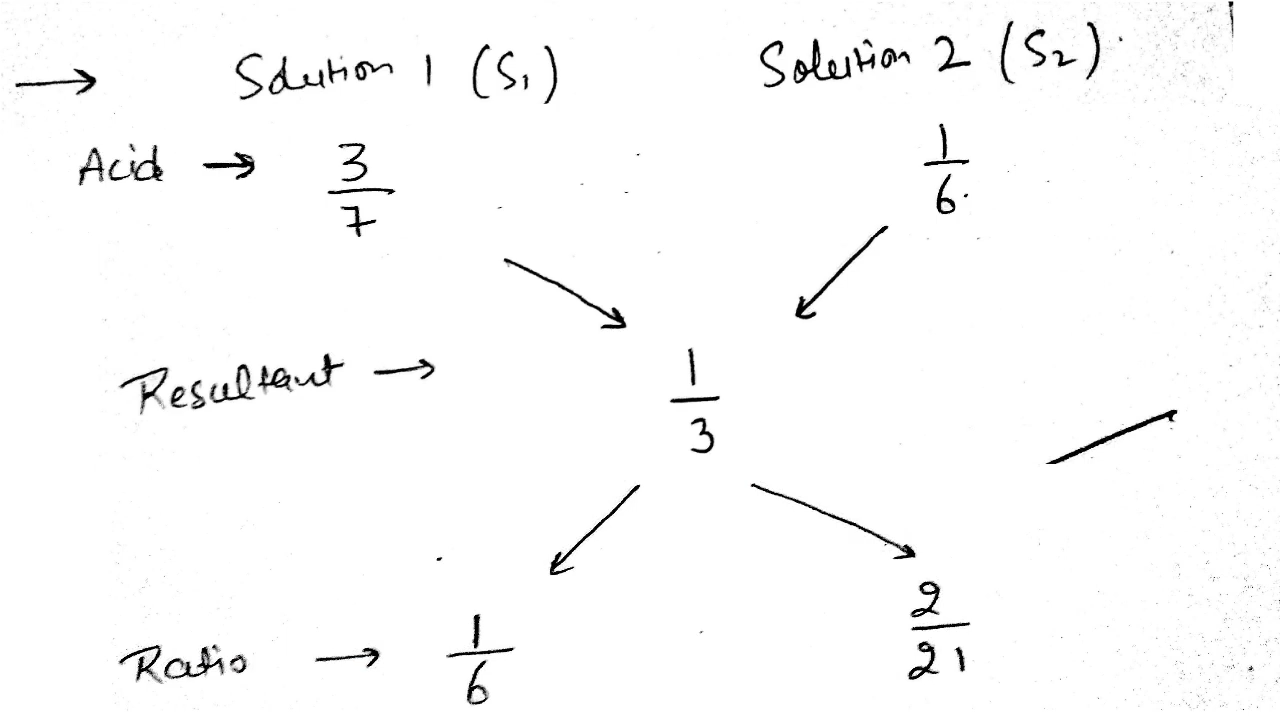 → Solution 1 (S₁) Solution 2 (S₂)
Acid → 3/7 1/6
Resultant → 1/3
Ratio → 1/6 2/21